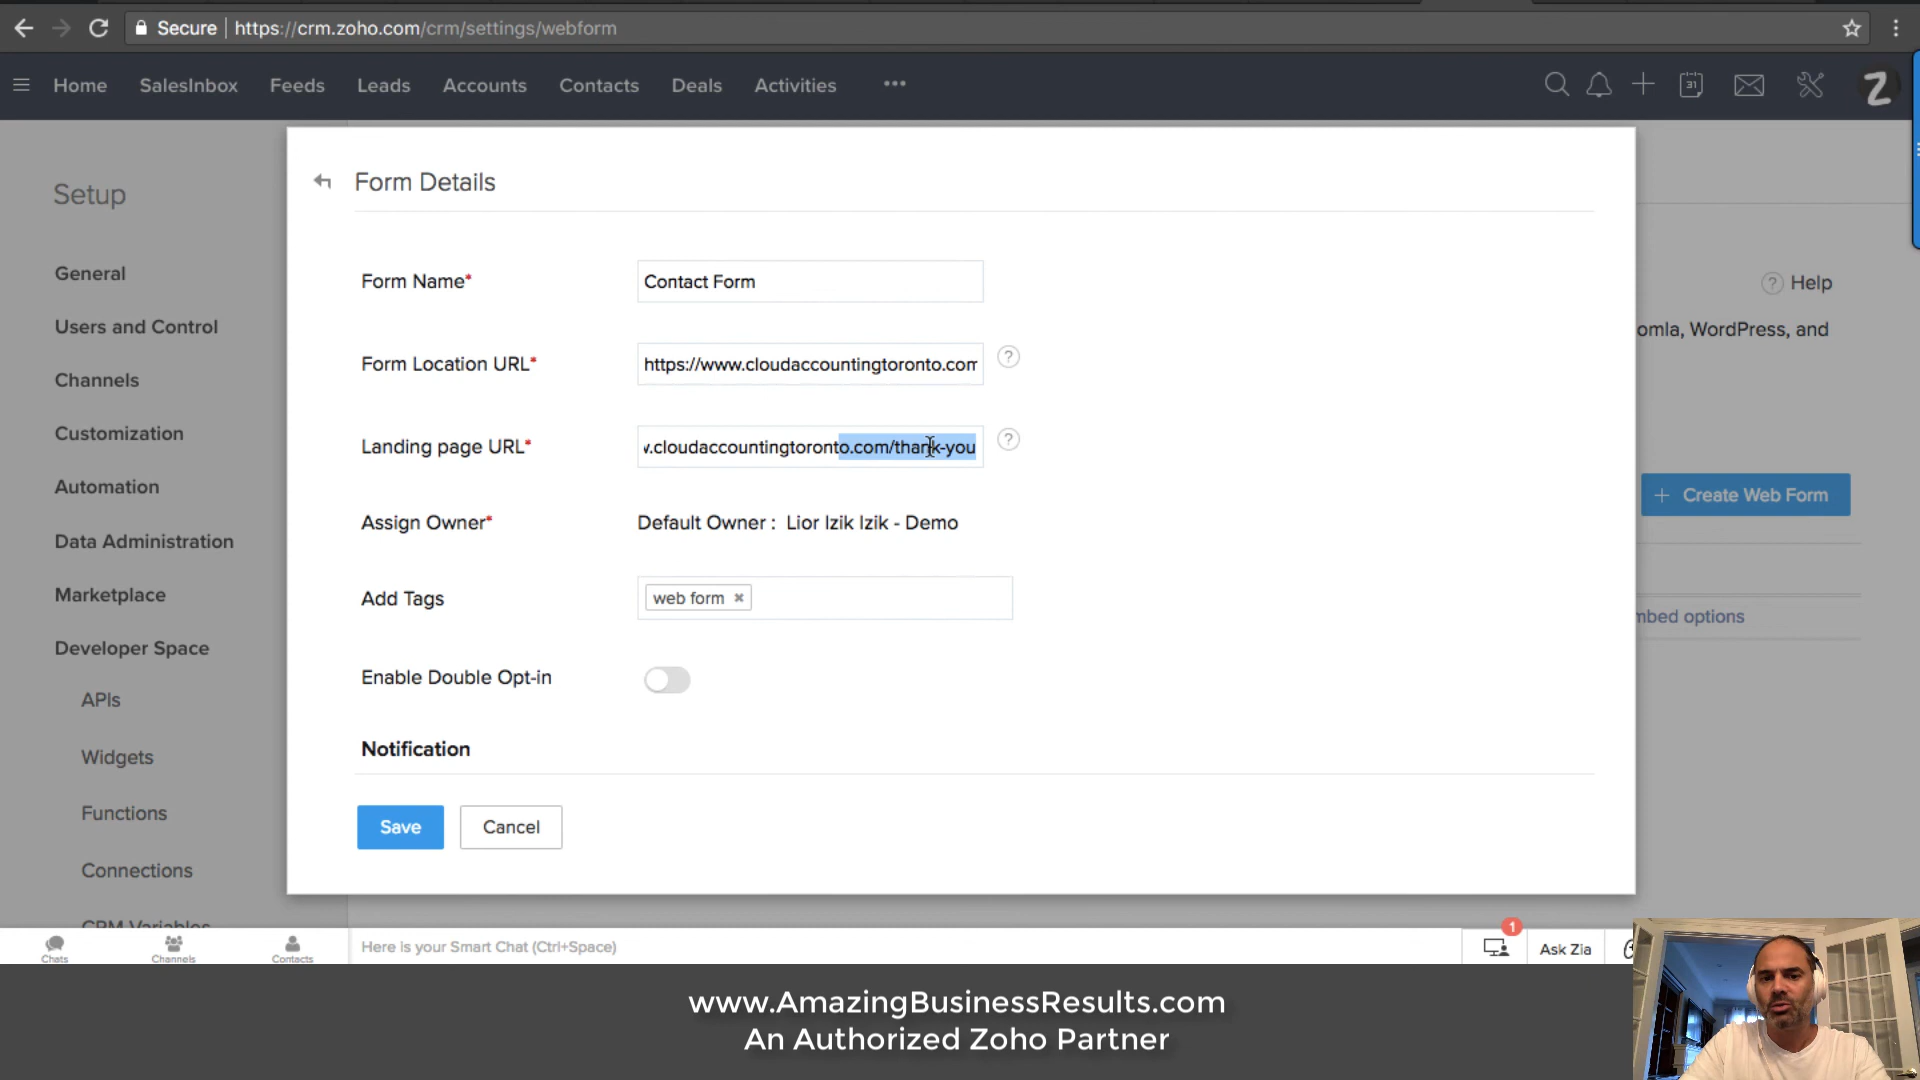 Secure https://crm.zoho.com/crm/settings/webform
Home SalesInbox Feeds Leads Accounts Contacts Deals Activities ••• 31 Z
Form Details
Setup
General
Form Name* Contact Form
? Help
Users and Control
omla, WordPress, and
Form Location URL* https://www.cloudaccountingtoronto.com ?
Channels
Customization
Landing page URL* .cloudaccountingtoronto.com/thank-you ?
Automation
+ Create Web Form
Assign Owner* Default Owner : Lior Izik Izik - Demo
Data Administration
Marketplace
Add Tags web form ×
mbed options
Developer Space
Enable Double Opt-in
APIs
Notification
Widgets
Functions
Save Cancel
Connections
CRM Variables
1
Chats Channels Contacts
Here is your Smart Chat (Ctrl+Space)
Ask Zia
www.AmazingBusinessResults.com
An Authorized Zoho Partner